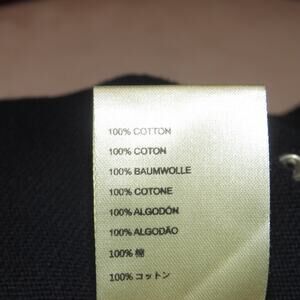 100% COTTON
100% COTON
100% BAUMWOLLE
100% COTONE
100% ALGODÓN
100% ALGODÃO
100% 棉
100% コットン